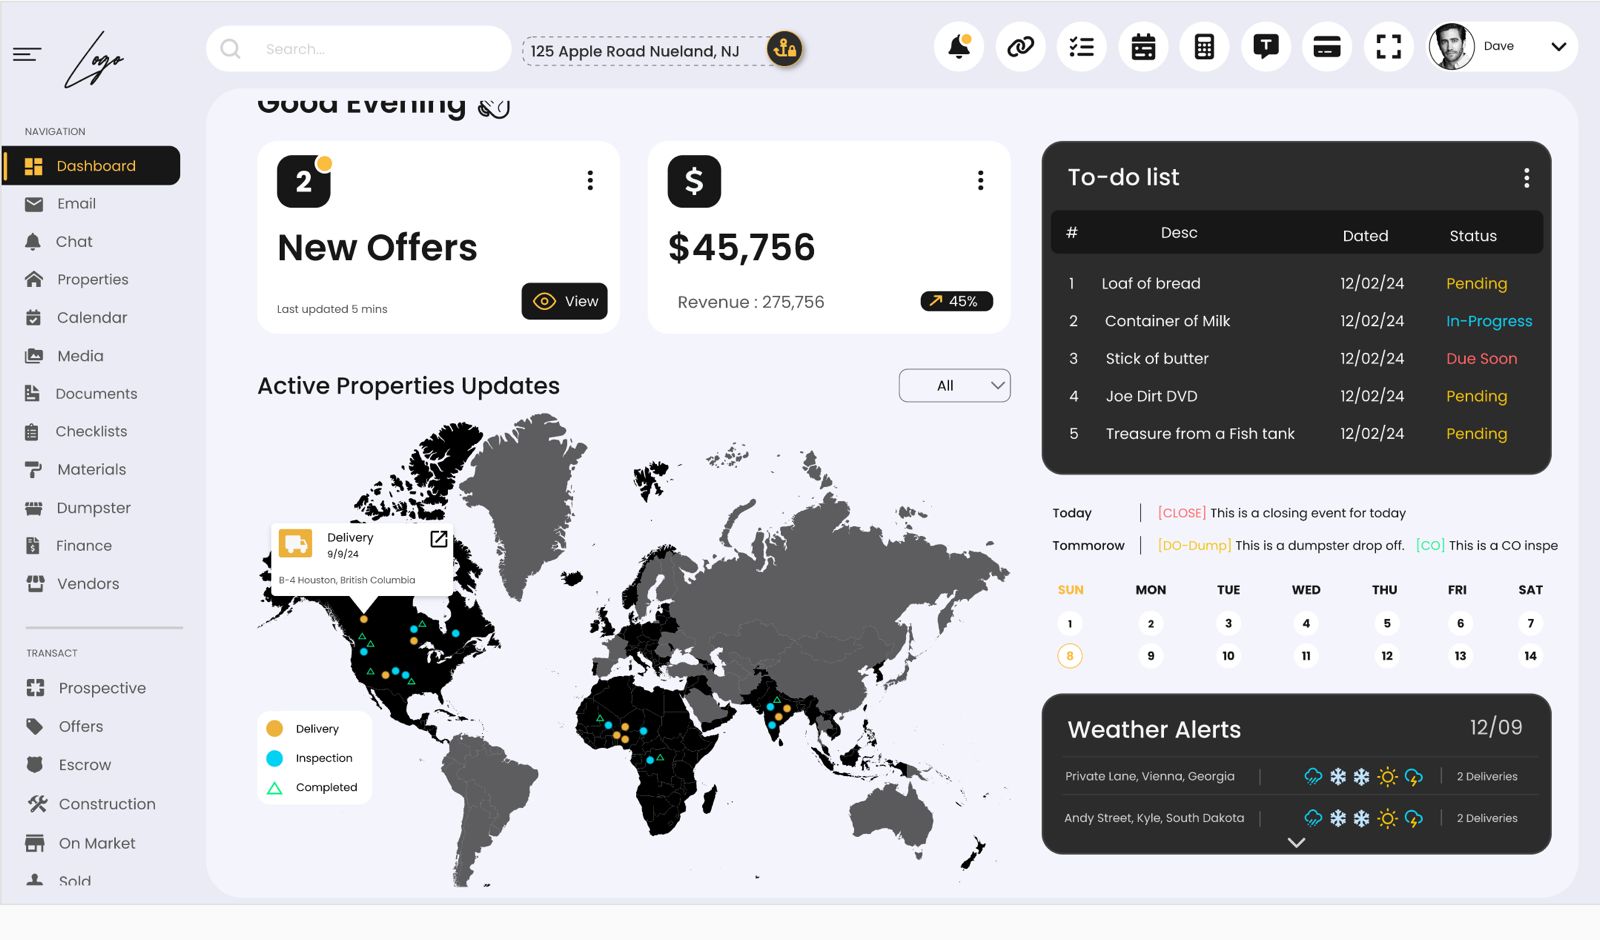 Logo
Search...
125 Apple Road Nueland, NJ
T
Dave
NAVIGATION
Dashboard
Email
Chat
Properties
Calendar
Media
Documents
Checklists
Materials
Dumpster
Finance
Vendors
TRANSACT
Prospective
Offers
Escrow
Construction
On Market
Sold
Good Evening
2
New Offers
Last updated 5 mins
View
$
$45,756
Revenue : 275,756
45%
Active Properties Updates
All
Delivery
9/9/24
B-4 Houston, British Columbia
Delivery
Inspection
Completed
To-do list
# Desc Dated Status
1 Loaf of bread 12/02/24 Pending
2 Container of Milk 12/02/24 In-Progress
3 Stick of butter 12/02/24 Due Soon
4 Joe Dirt DVD 12/02/24 Pending
5 Treasure from a Fish tank 12/02/24 Pending
Today [CLOSE] This is a closing event for today
Tommorow [DO-Dump] This is a dumpster drop off. [CO] This is a CO inspe
SUN MON TUE WED THU FRI SAT
1 2 3 4 5 6 7
8 9 10 11 12 13 14
Weather Alerts 12/09
Private Lane, Vienna, Georgia 2 Deliveries
Andy Street, Kyle, South Dakota 2 Deliveries